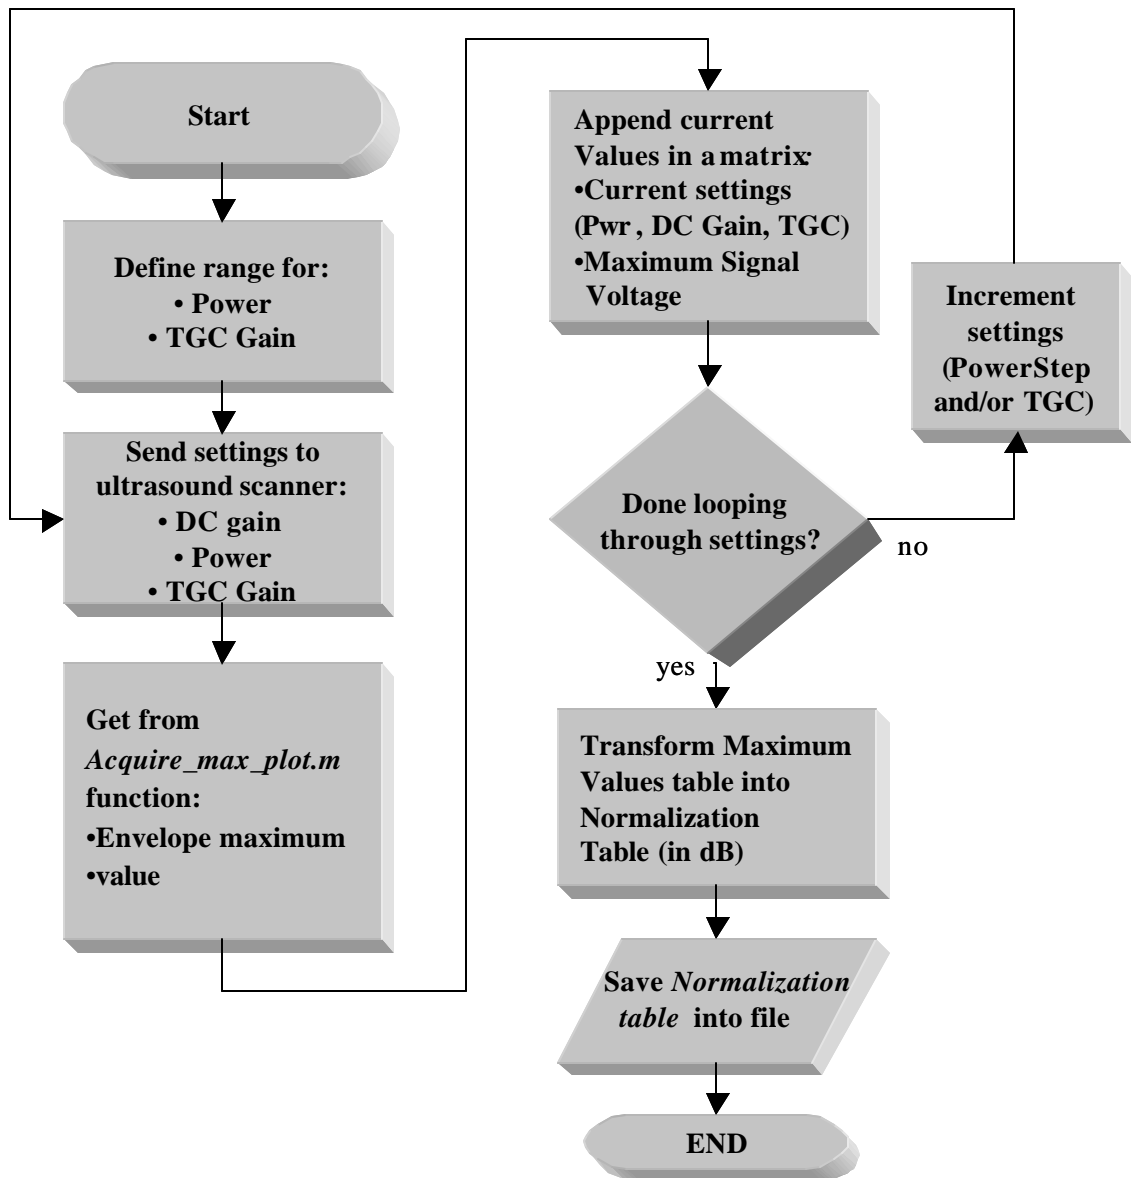 Start
Define range for:
• Power
• TGC Gain
Send settings to
ultrasound scanner:
• DC gain
• Power
• TGC Gain
Get from
Acquire_max_plot.m
function:
•Envelope maximum
•value
Append current
Values in a matrix:
•Current settings
(Pwr , DC Gain, TGC)
•Maximum Signal
Voltage
Done looping
through settings?
no
Increment
settings
(PowerStep
and/or TGC)
yes
Transform Maximum
Values table into
Normalization
Table (in dB)
Save Normalization
table into file
END